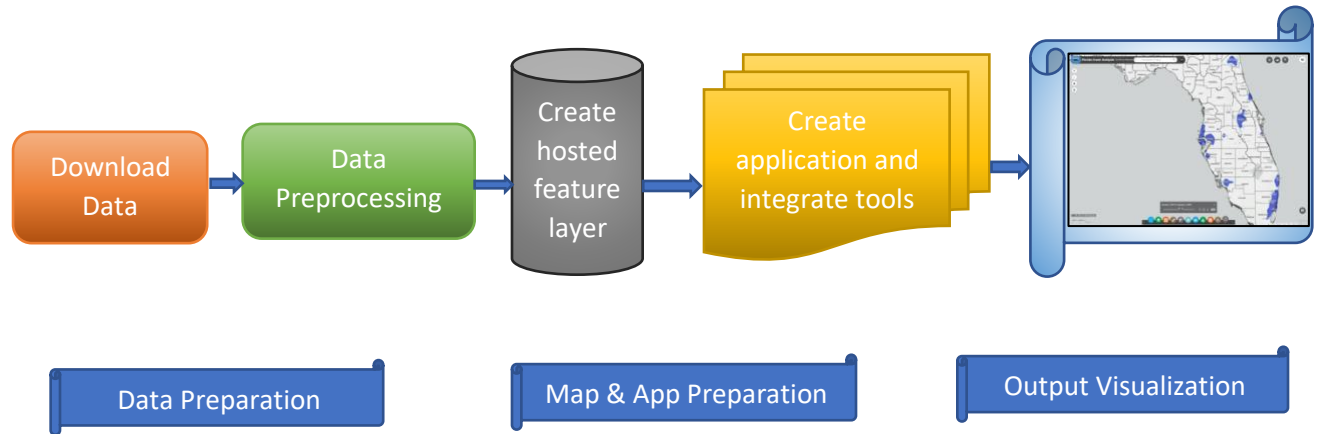 Download
Data
Data
Preprocessing
Create
hosted
feature
layer
Create
application and
integrate tools
Data Preparation
Map & App Preparation
Output Visualization